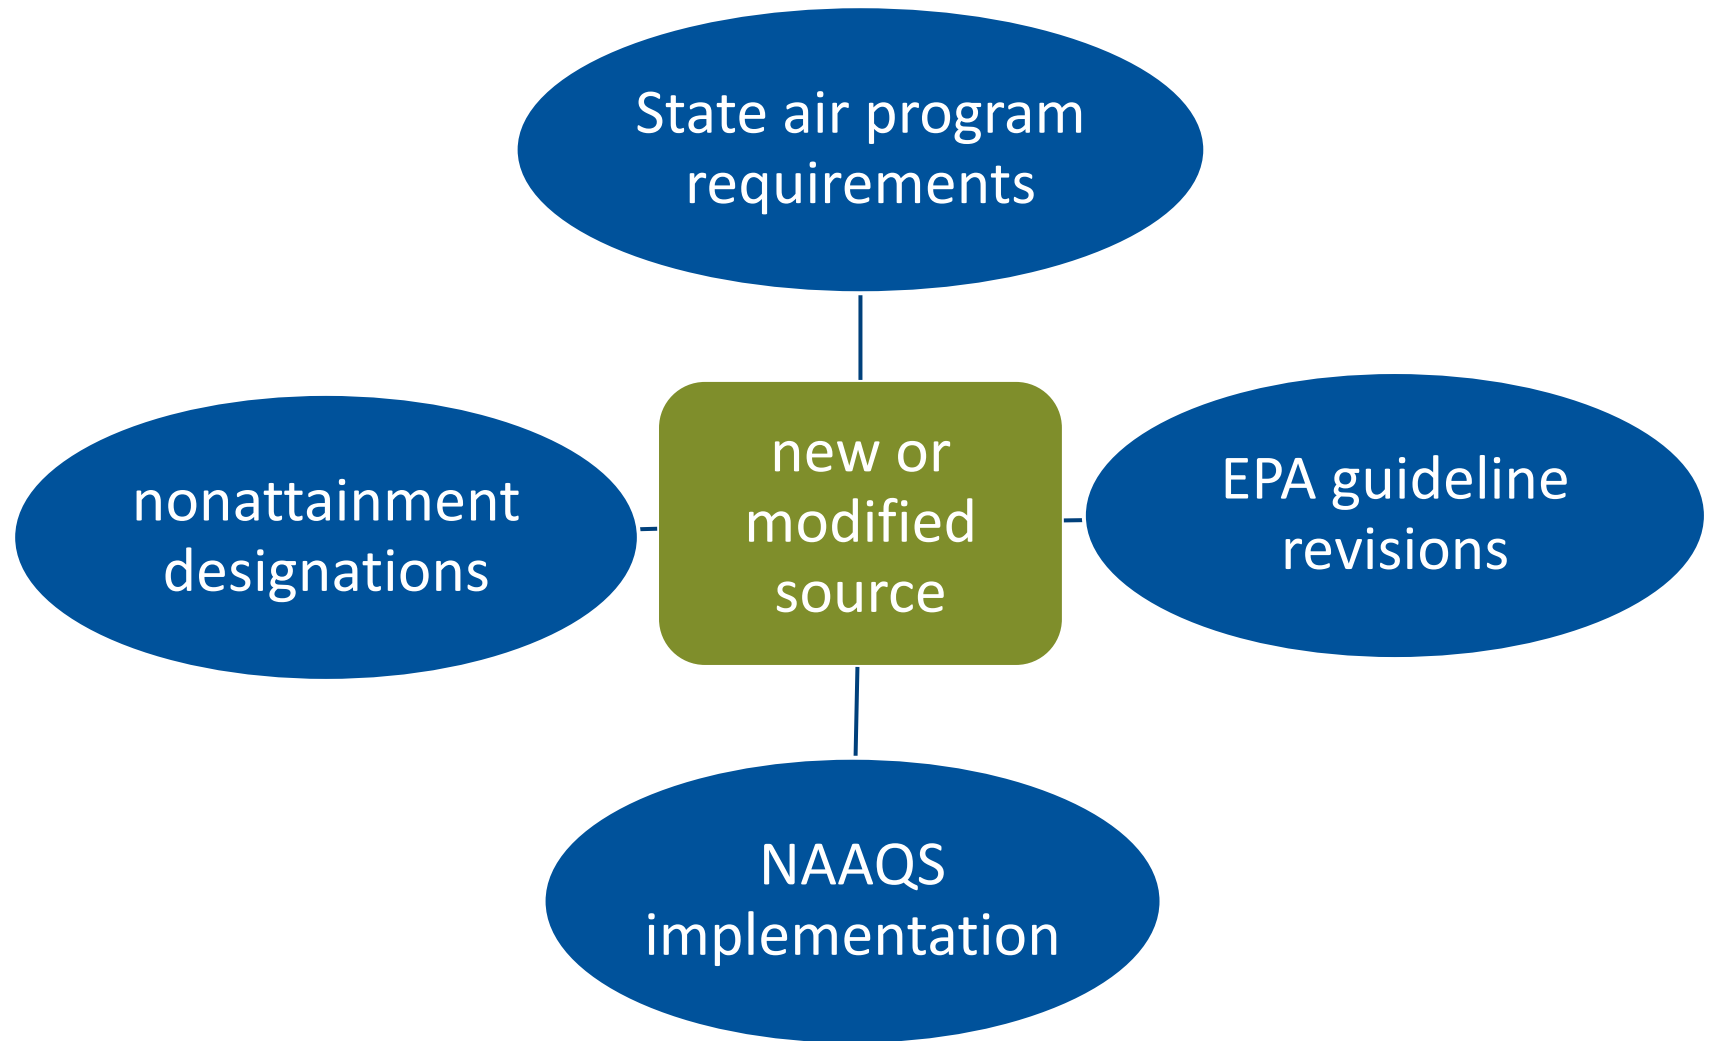 State air program
requirements
nonattainment
designations
new or
modified
source
EPA guideline
revisions
NAAQS
implementation